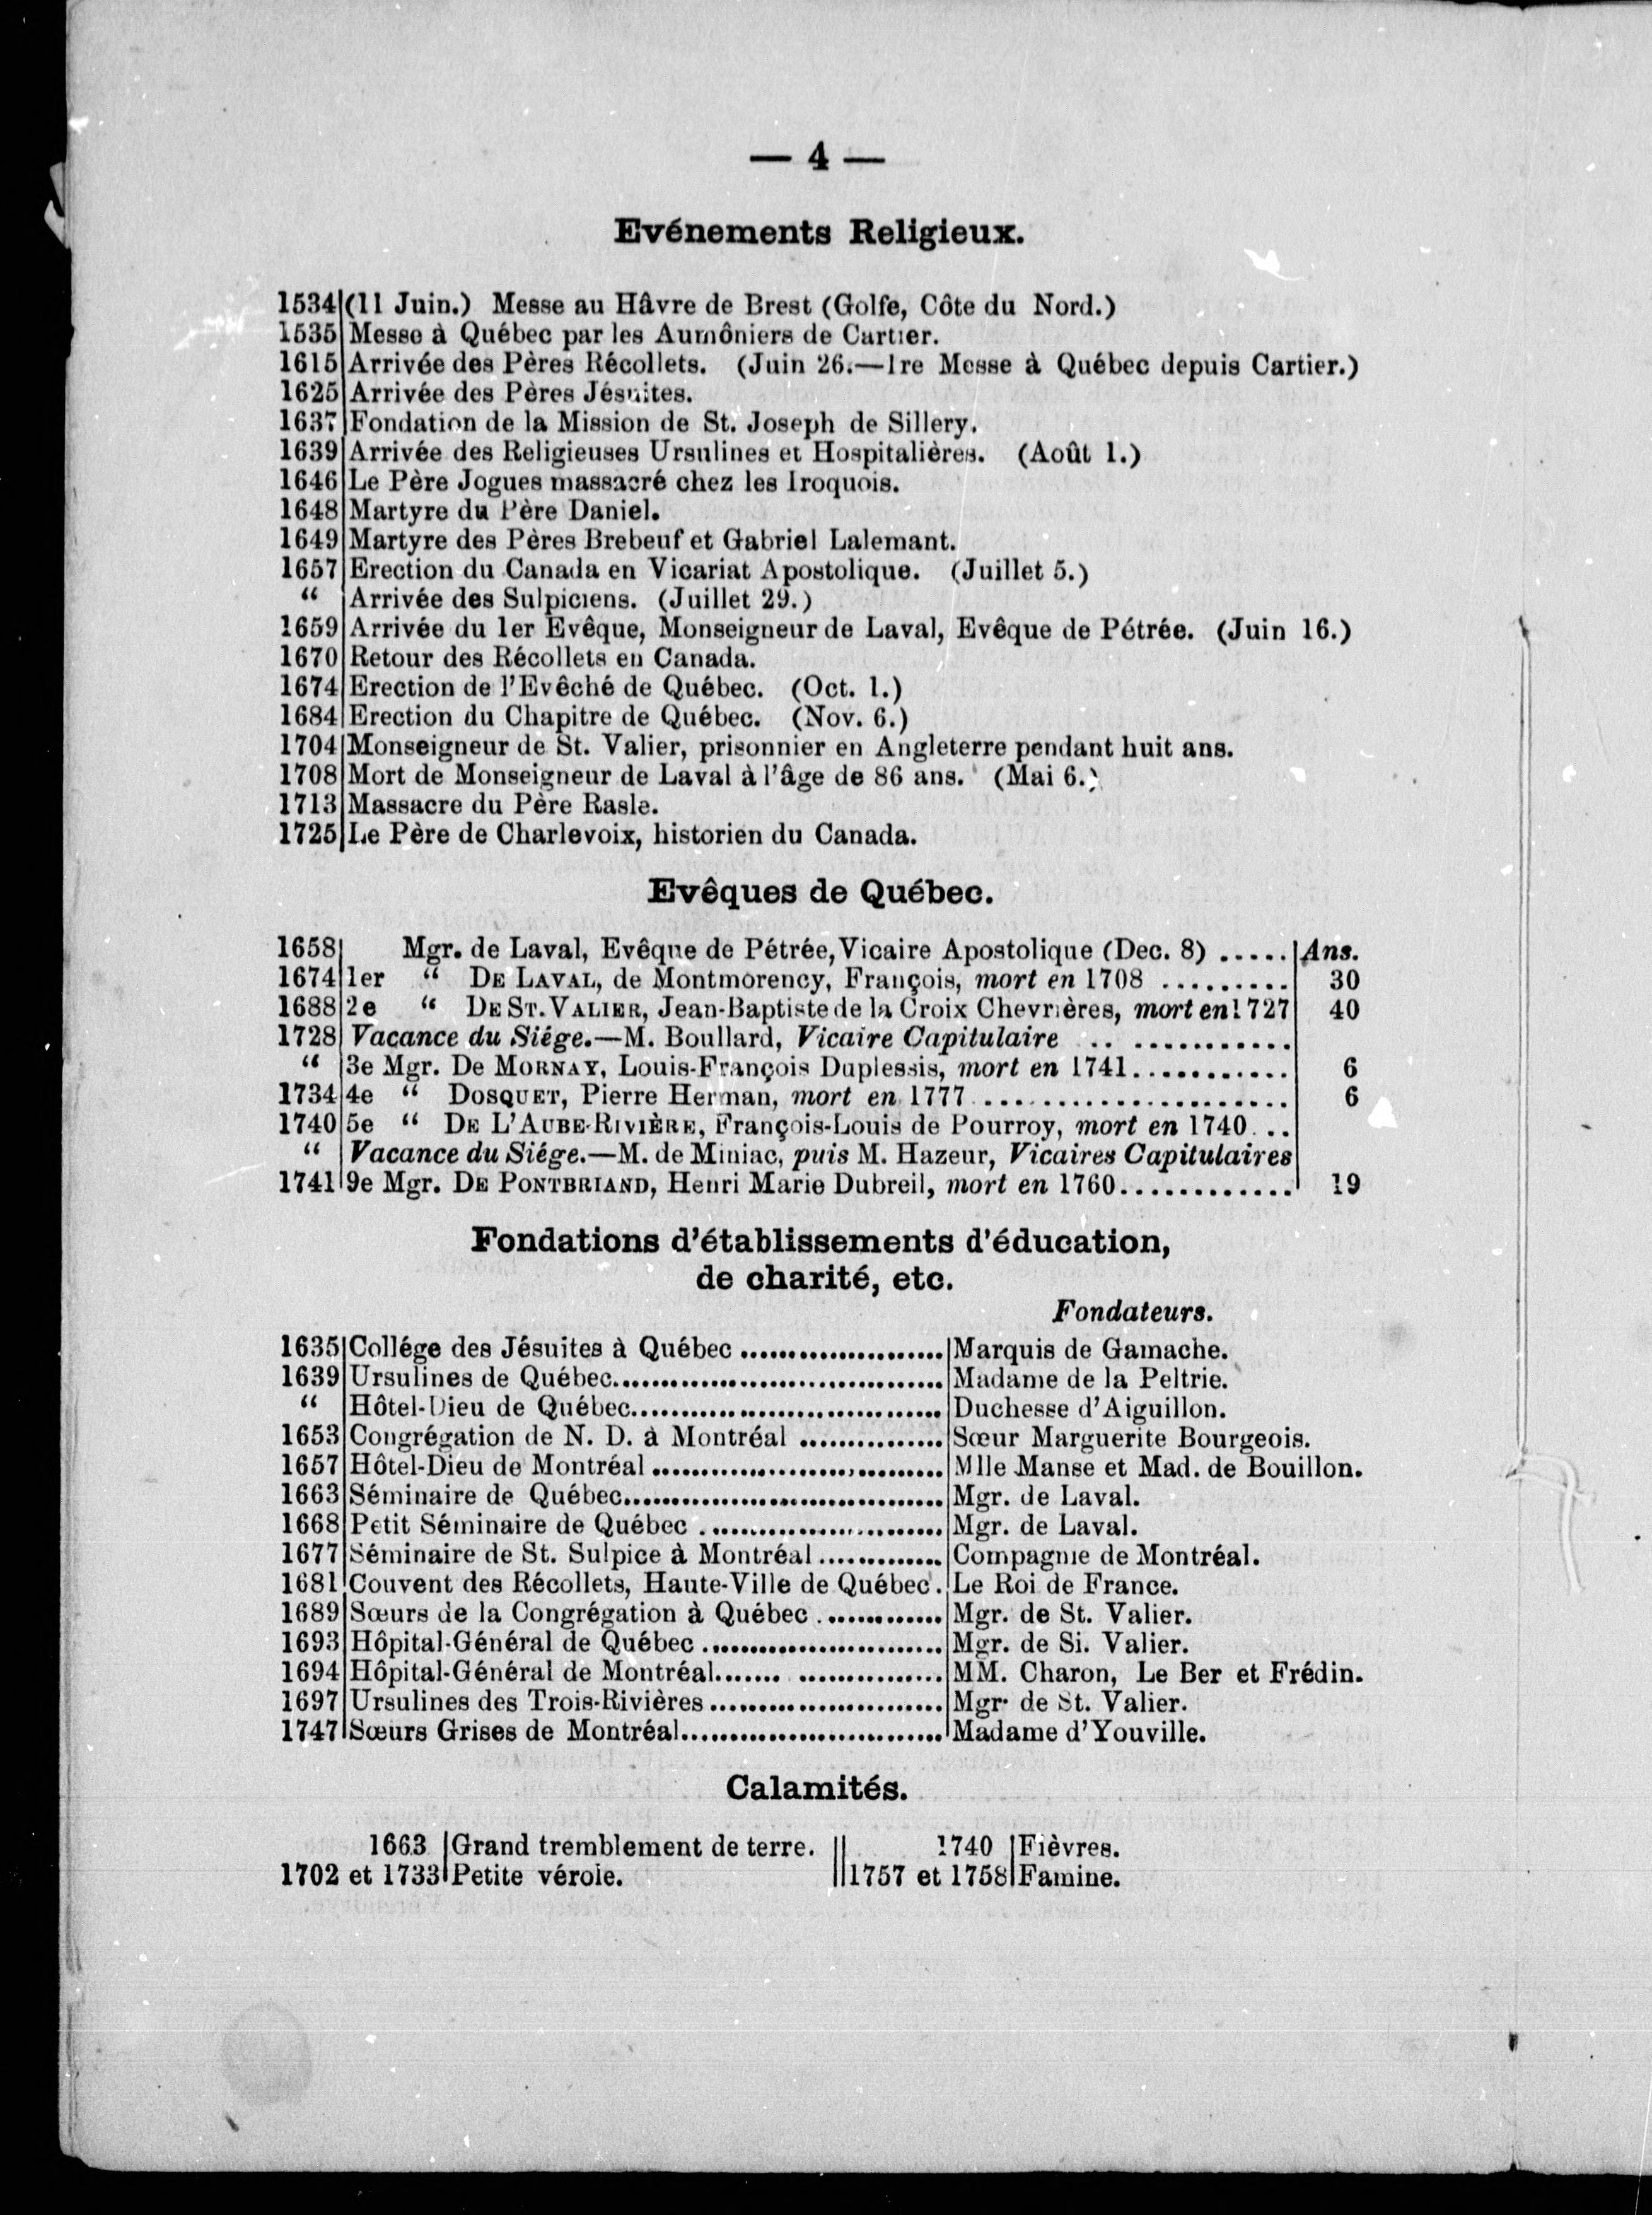 — 4 —
Evénements Religieux.
1534 (11 Juin.) Messe au Hâvre de Brest (Golfe, Côte du Nord.)
1535 Messe à Québec par les Aumôniers de Cartier.
1615 Arrivée des Pères Récollets. (Juin 26.—1re Messe à Québec depuis Cartier.)
1625 Arrivée des Pères Jésuites.
1637 Fondation de la Mission de St. Joseph de Sillery.
1639 Arrivée des Religieuses Ursulines et Hospitalières. (Août 1.)
1646 Le Père Jogues massacré chez les Iroquois.
1648 Martyre du Père Daniel.
1649 Martyre des Pères Brebeuf et Gabriel Lalemant.
1657 Erection du Canada en Vicariat Apostolique. (Juillet 5.)
“ Arrivée des Sulpiciens. (Juillet 29.)
1659 Arrivée du 1er Evêque, Monseigneur de Laval, Evêque de Pétrée. (Juin 16.)
1670 Retour des Récollets en Canada.
1674 Erection de l'Evêché de Québec. (Oct. 1.)
1684 Erection du Chapitre de Québec. (Nov. 6.)
1704 Monseigneur de St. Valier, prisonnier en Angleterre pendant huit ans.
1708 Mort de Monseigneur de Laval à l'âge de 86 ans. (Mai 6.)
1713 Massacre du Père Rasle.
1725 Le Père de Charlevoix, historien du Canada.
Evêques de Québec.
1658 Mgr. de Laval, Evêque de Pétrée, Vicaire Apostolique (Dec. 8) ..... Ans.
1674 1er “ DE LAVAL, de Montmorency, François, mort en 1708 ......... 30
1688 2e “ DE ST. VALIER, Jean-Baptiste de la Croix Chevrières, mort en 1727 40
1728 Vacance du Siége.—M. Boullard, Vicaire Capitulaire .. ...........
“ 3e Mgr. De MORNAY, Louis-François Duplessis, mort en 1741............ 6
1734 4e “ DOSQUET, Pierre Herman, mort en 1777...................... 6
1740 5e “ DE L'AUBE-RIVIÈRE, François-Louis de Pourroy, mort en 1740...
“ Vacance du Siége.—M. de Miniac, puis M. Hazeur, Vicaires Capitulaires
1741 9e Mgr. DE PONTBRIAND, Henri Marie Dubreil, mort en 1760............. 19
Fondations d'établissements d'éducation,
de charité, etc.
Fondateurs.
1635 Collége des Jésuites à Québec ..................... Marquis de Gamache.
1639 Ursulines de Québec.................................. Madame de la Peltrie.
“ Hôtel-Dieu de Québec................................ Duchesse d'Aiguillon.
1653 Congrégation de N. D. à Montréal ............... Sœur Marguerite Bourgeois.
1657 Hôtel-Dieu de Montréal .............................. Mlle Manse et Mad. de Bouillon.
1663 Séminaire de Québec................................. Mgr. de Laval.
1668 Petit Séminaire de Québec ......................... Mgr. de Laval.
1677 Séminaire de St. Sulpice à Montréal ............. Compagnie de Montréal.
1681 Couvent des Récollets, Haute-Ville de Québec. Le Roi de France.
1689 Sœurs de la Congrégation à Québec ............. Mgr. de St. Valier.
1693 Hôpital-Général de Québec ......................... Mgr. de Si. Valier.
1694 Hôpital-Général de Montréal....... ............... MM. Charon, Le Ber et Frédin.
1697 Ursulines des Trois-Rivières ........................ Mgr· de St. Valier.
1747 Sœurs Grises de Montréal........................... Madame d'Youville.
Calamités.
1663 Grand tremblement de terre. 1740 Fièvres.
1702 et 1733 Petite vérole. 1757 et 1758 Famine.